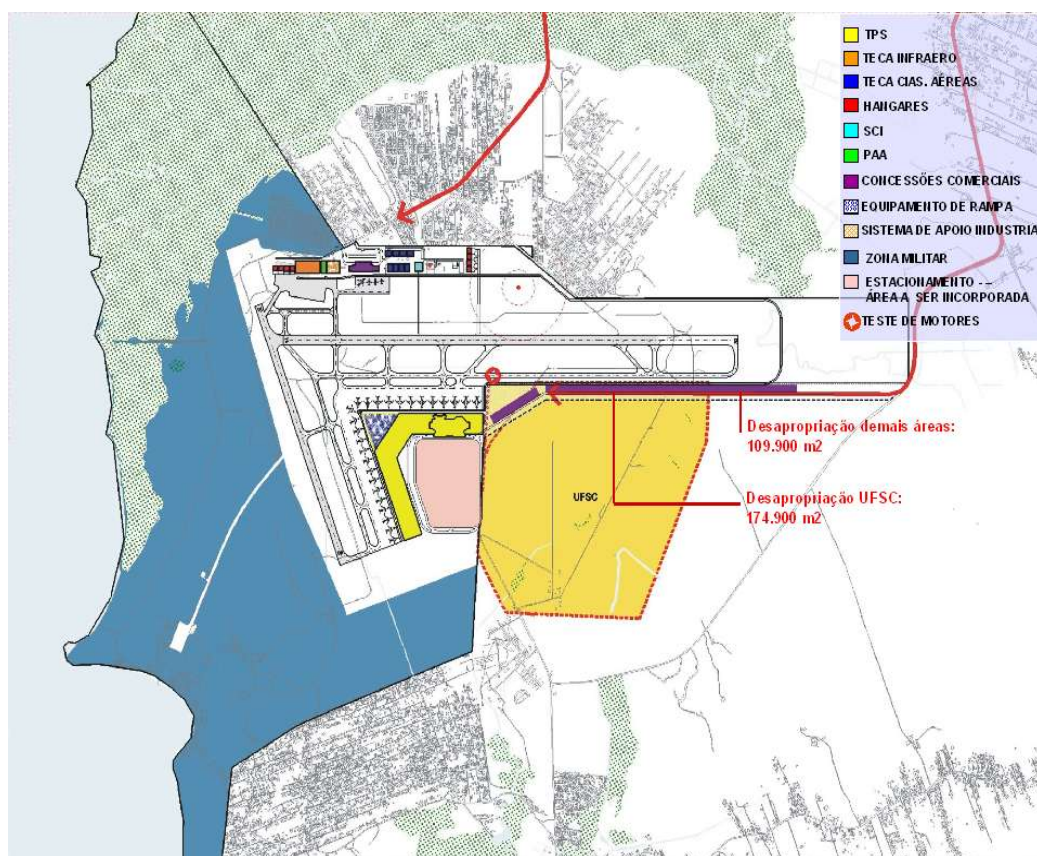 TPS
TECA INFRAERO
TECA CIAS. AÉREAS
HANGARES
SCI
PAA
CONCESSÕES COMERCIAIS
EQUIPAMENTO DE RAMPA
SISTEMA DE APOIO INDUSTRIA
ZONA MILITAR
ESTACIONAMENTO - –
ÁREA A SER INCORPORADA
TESTE DE MOTORES
Desapropriação demais áreas:
109.900 m2
UFSC
Desapropriação UFSC:
174.900 m2